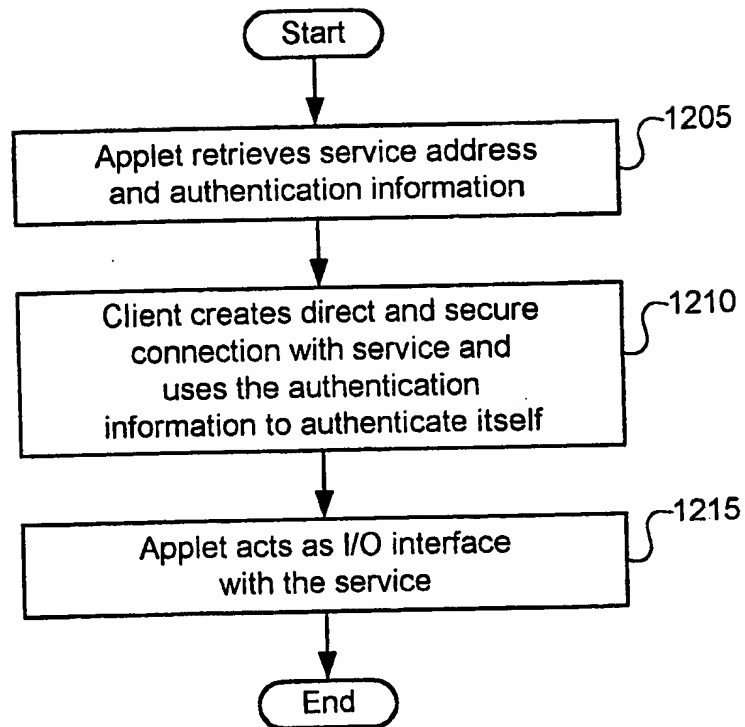 Start
1205
Applet retrieves service address
and authentication information
1210
Client creates direct and secure
connection with service and
uses the authentication
information to authenticate itself
1215
Applet acts as I/O interface
with the service
End